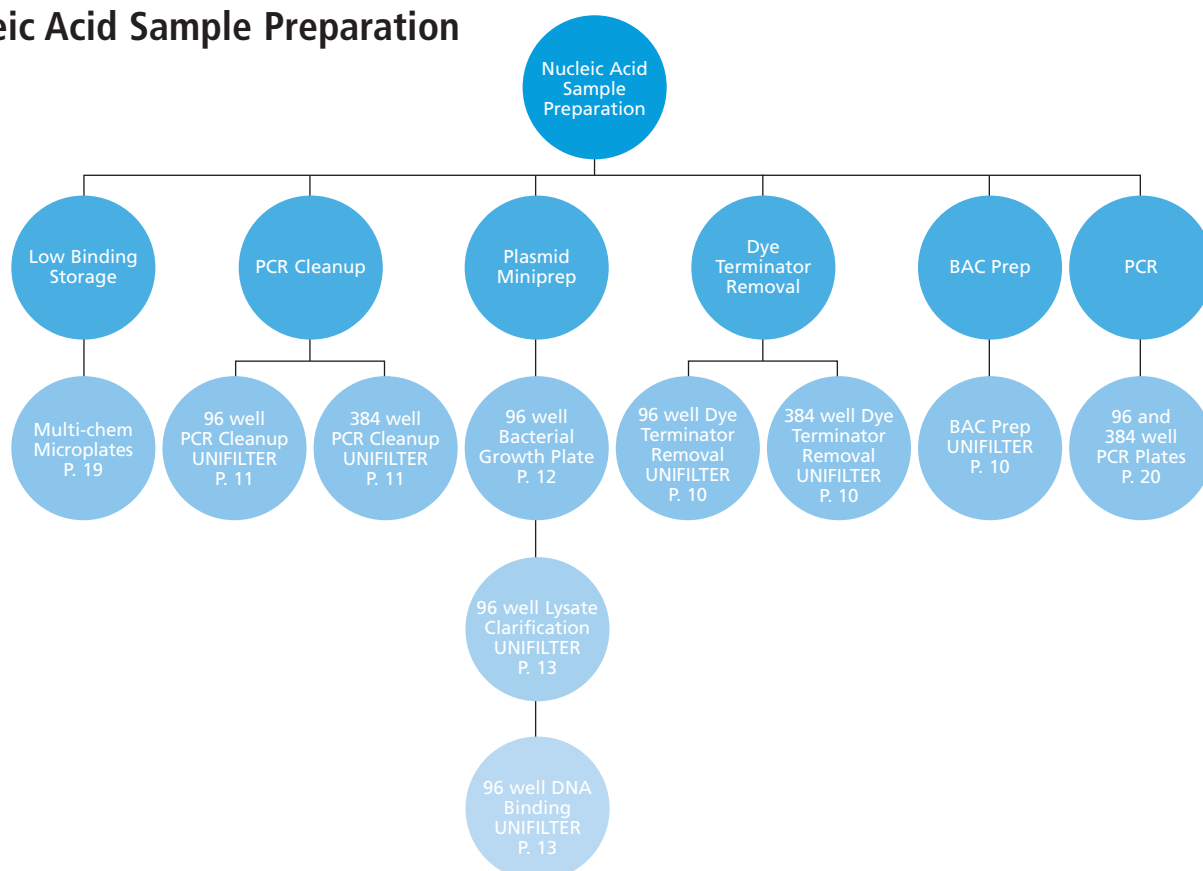 eic Acid Sample Preparation
Nucleic Acid
Sample
Preparation
Low Binding
Storage
PCR Cleanup
Plasmid
Miniprep
Dye
Terminator
Removal
BAC Prep
PCR
Multi-chem
Microplates
P. 19
96 well
PCR Cleanup
UNIFILTER
P. 11
384 well
PCR Cleanup
UNIFILTER
P. 11
96 well
Bacterial
Growth Plate
P. 12
96 well Dye
Terminator
Removal
UNIFILTER
P. 10
384 well Dye
Terminator
Removal
UNIFILTER
P. 10
BAC Prep
UNIFILTER
P. 10
96 and
384 well
PCR Plates
P. 20
96 well Lysate
Clarification
UNIFILTER
P. 13
96 well DNA
Binding
UNIFILTER
P. 13